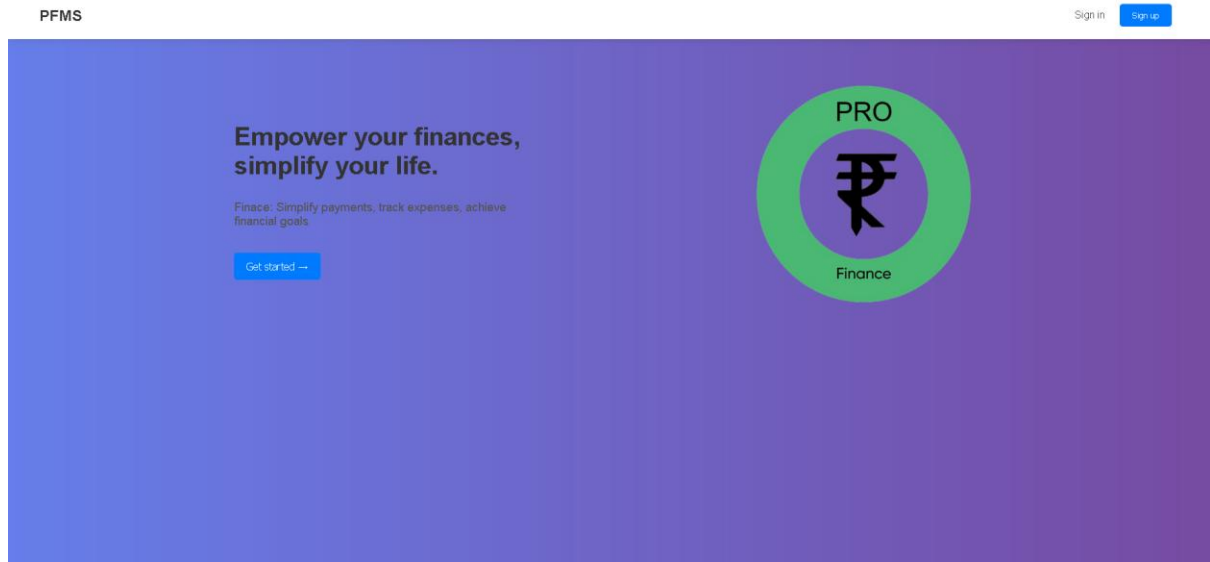 PFMS
Sign in
Sign up
Empower your finances,
simplify your life.
Finace: Simplify payments, track expenses, achieve
financial goals
Get started →
PRO
Finance